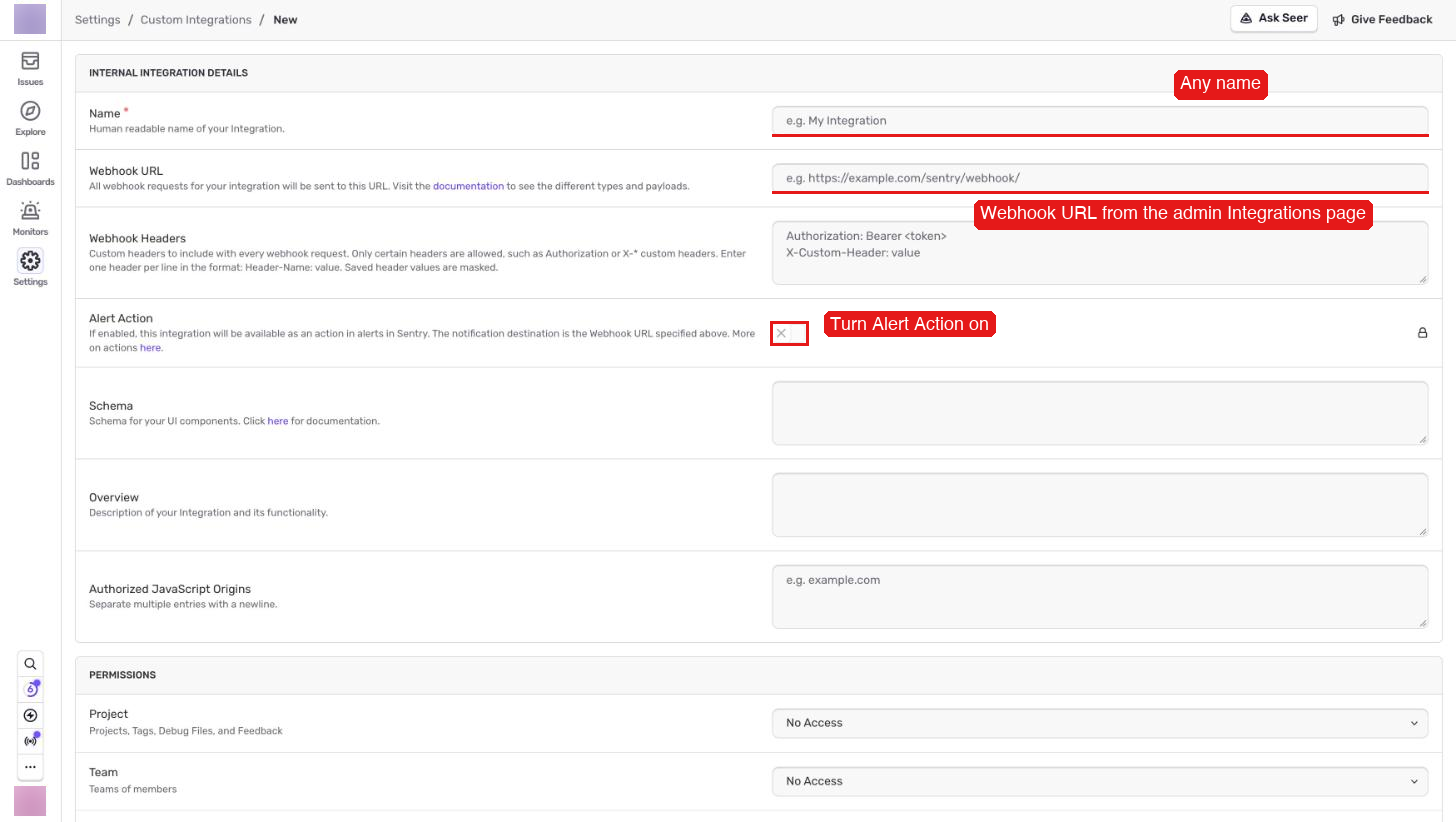 Settings / Custom Integrations / New
Ask Seer
Give Feedback
Issues
Explore
Dashboards
Monitors
Settings
INTERNAL INTEGRATION DETAILS
Any name
Name *
Human readable name of your Integration.
e.g. My Integration
Webhook URL
All webhook requests for your integration will be sent to this URL. Visit the documentation to see the different types and payloads.
e.g. https://example.com/sentry/webhook/
Webhook URL from the admin Integrations page
Webhook Headers
Custom headers to include with every webhook request. Only certain headers are allowed, such as Authorization or X-* custom headers. Enter
one header per line in the format: Header-Name: value. Saved header values are masked.
Authorization: Bearer <token>
X-Custom-Header: value
Alert Action
If enabled, this integration will be available as an action in alerts in Sentry. The notification destination is the Webhook URL specified above. More
on actions here.
Turn Alert Action on
Schema
Schema for your UI components. Click here for documentation.
Overview
Description of your Integration and its functionality.
Authorized JavaScript Origins
Separate multiple entries with a newline.
e.g. example.com
PERMISSIONS
Project
Projects, Tags, Debug Files, and Feedback
No Access
Team
Teams of members
No Access
6